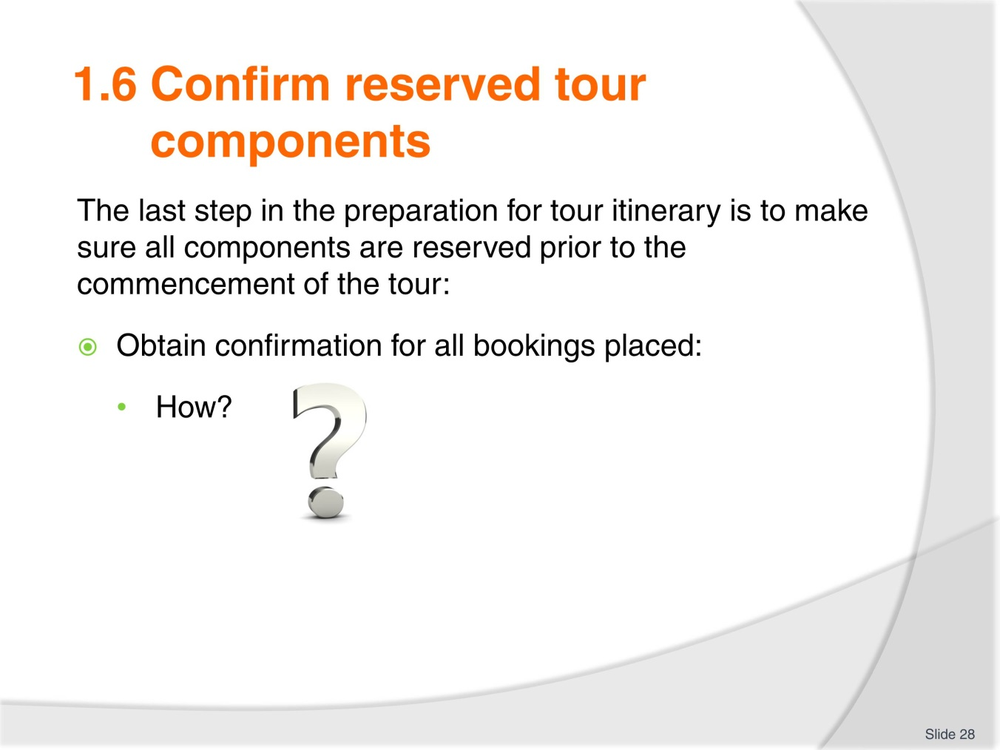 1.6 Confirm reserved tour
components
The last step in the preparation for tour itinerary is to make
sure all components are reserved prior to the
commencement of the tour:
Obtain confirmation for all bookings placed:
• How?
?
Slide 28